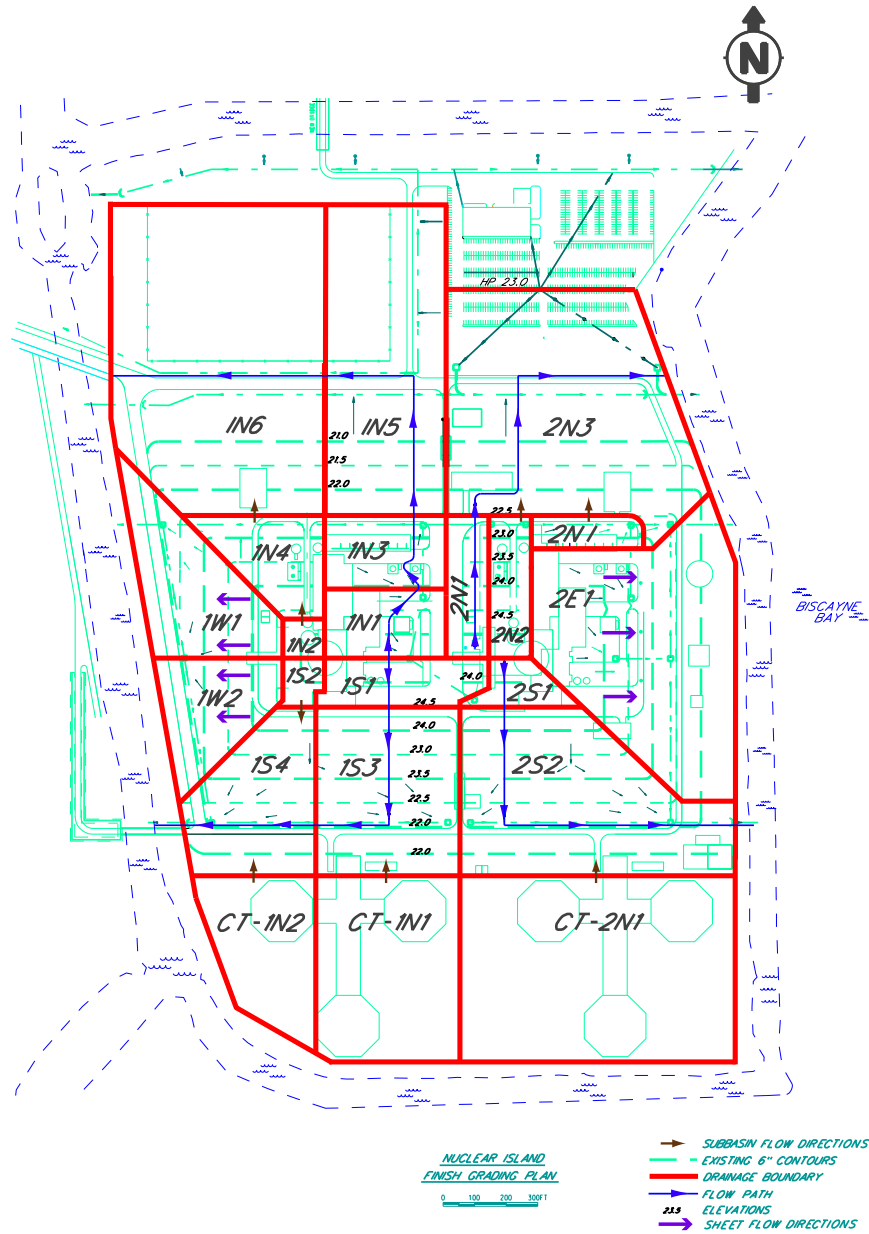 N
HP 23.0
1N6
1N5
2N3
21.0
21.5
22.0
22.5
1N4
1N3
23.0
2N1
23.5
24.0
2N1
2E1
24.5
1W1
1N1
1N2
2N2
BISCAYNE
BAY
1S2
1S1
24.0
2S1
1W2
24.5
24.0
23.0
1S4
1S3
2S2
23.5
22.5
22.0
22.0
CT-1N2
CT-1N1
CT-2N1
NUCLEAR ISLAND
FINISH GRADING PLAN
0 100 200 300FT
SUBBASIN FLOW DIRECTIONS
EXISTING 6" CONTOURS
DRAINAGE BOUNDARY
FLOW PATH
23.5 ELEVATIONS
SHEET FLOW DIRECTIONS